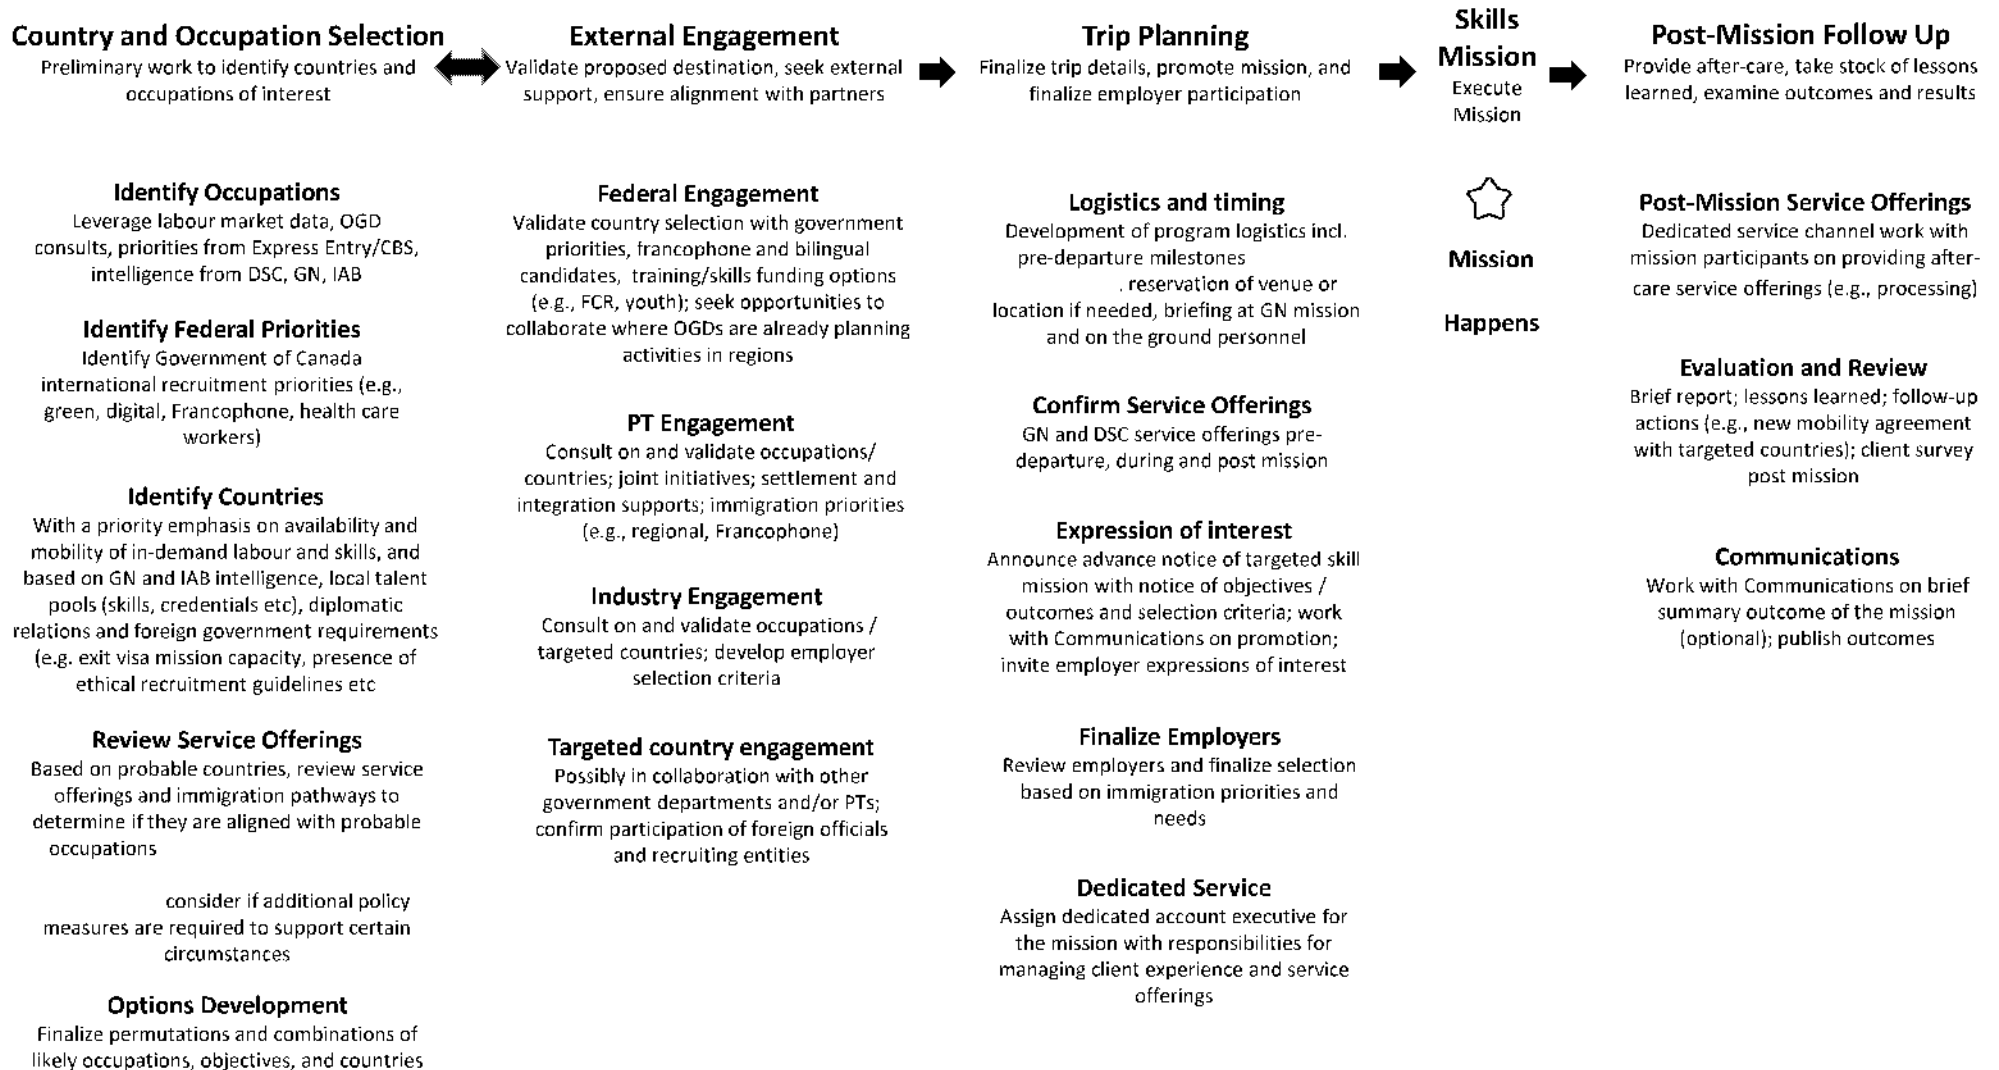 Country and Occupation Selection
Preliminary work to identify countries and
occupations of interest
Identify Occupations
Leverage labour market data, OGD
consults, priorities from Express Entry/CBS,
intelligence from DSC, GN, IAB
Identify Federal Priorities
Identify Government of Canada
international recruitment priorities (e.g.,
green, digital, Francophone, health care
workers)
Identify Countries
With a priority emphasis on availability and
mobility of in-demand labour and skills, and
based on GN and IAB intelligence, local talent
pools (skills, credentials etc), diplomatic
relations and foreign government requirements
(e.g. exit visa mission capacity, presence of
ethical recruitment guidelines etc
Review Service Offerings
Based on probable countries, review service
offerings and immigration pathways to
determine if they are aligned with probable
occupations
consider if additional policy
measures are required to support certain
circumstances
Options Development
Finalize permutations and combinations of
likely occupations, objectives, and countries
External Engagement
Validate proposed destination, seek external
support, ensure alignment with partners
Federal Engagement
Validate country selection with government
priorities, francophone and bilingual
candidates, training/skills funding options
(e.g., FCR, youth); seek opportunities to
collaborate where OGDs are already planning
activities in regions
PT Engagement
Consult on and validate occupations/
countries; joint initiatives; settlement and
integration supports; immigration priorities
(e.g., regional, Francophone)
Industry Engagement
Consult on and validate occupations /
targeted countries; develop employer
selection criteria
Targeted country engagement
Possibly in collaboration with other
government departments and/or PTs;
confirm participation of foreign officials
and recruiting entities
Trip Planning
Finalize trip details, promote mission, and
finalize employer participation
Logistics and timing
Development of program logistics incl.
pre-departure milestones
. reservation of venue or
location if needed, briefing at GN mission
and on the ground personnel
Confirm Service Offerings
GN and DSC service offerings pre-
departure, during and post mission
Expression of interest
Announce advance notice of targeted skill
mission with notice of objectives /
outcomes and selection criteria; work
with Communications on promotion;
invite employer expressions of interest
Finalize Employers
Review employers and finalize selection
based on immigration priorities and
needs
Dedicated Service
Assign dedicated account executive for
the mission with responsibilities for
managing client experience and service
offerings
Skills
Mission
Execute
Mission
Mission
Happens
Post-Mission Follow Up
Provide after-care, take stock of lessons
learned, examine outcomes and results
Post-Mission Service Offerings
Dedicated service channel work with
mission participants on providing after-
care service offerings (e.g., processing)
Evaluation and Review
Brief report; lessons learned; follow-up
actions (e.g., new mobility agreement
with targeted countries); client survey
post mission
Communications
Work with Communications on brief
summary outcome of the mission
(optional); publish outcomes